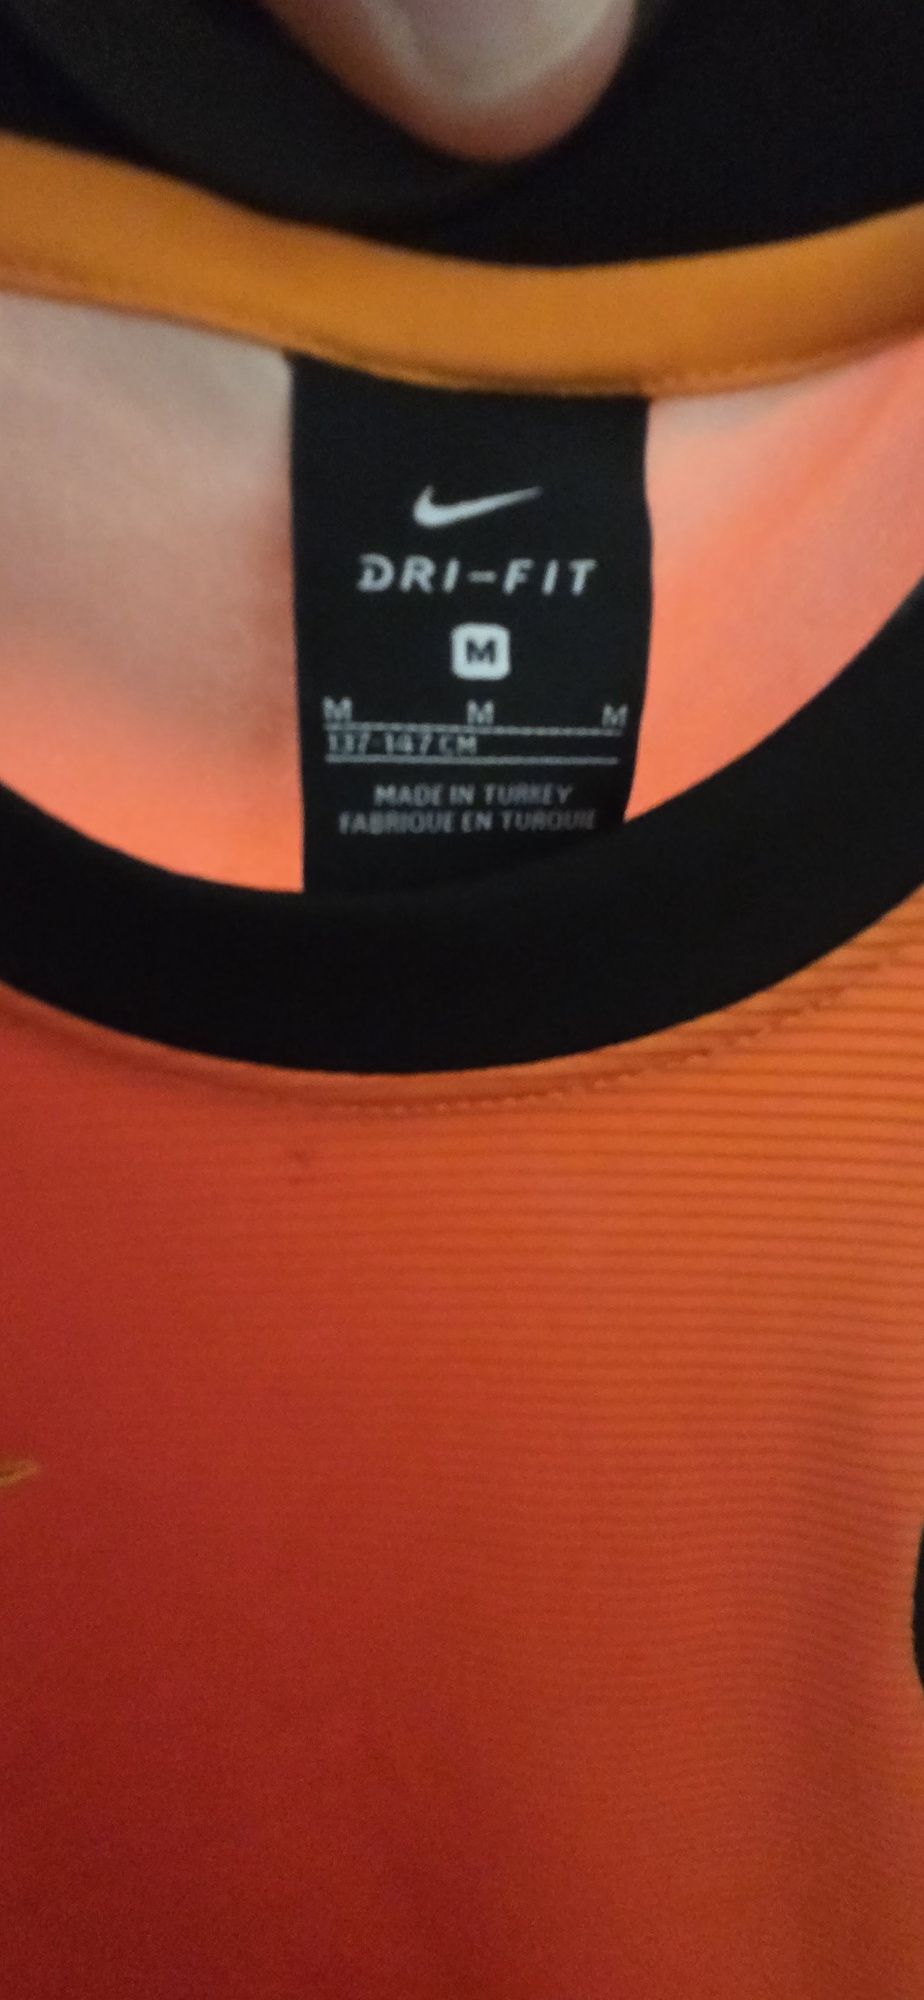 DRI-FIT
M
M M M
137-147 CM
MADE IN TURKEY
FABRIQUE EN TURQUIE